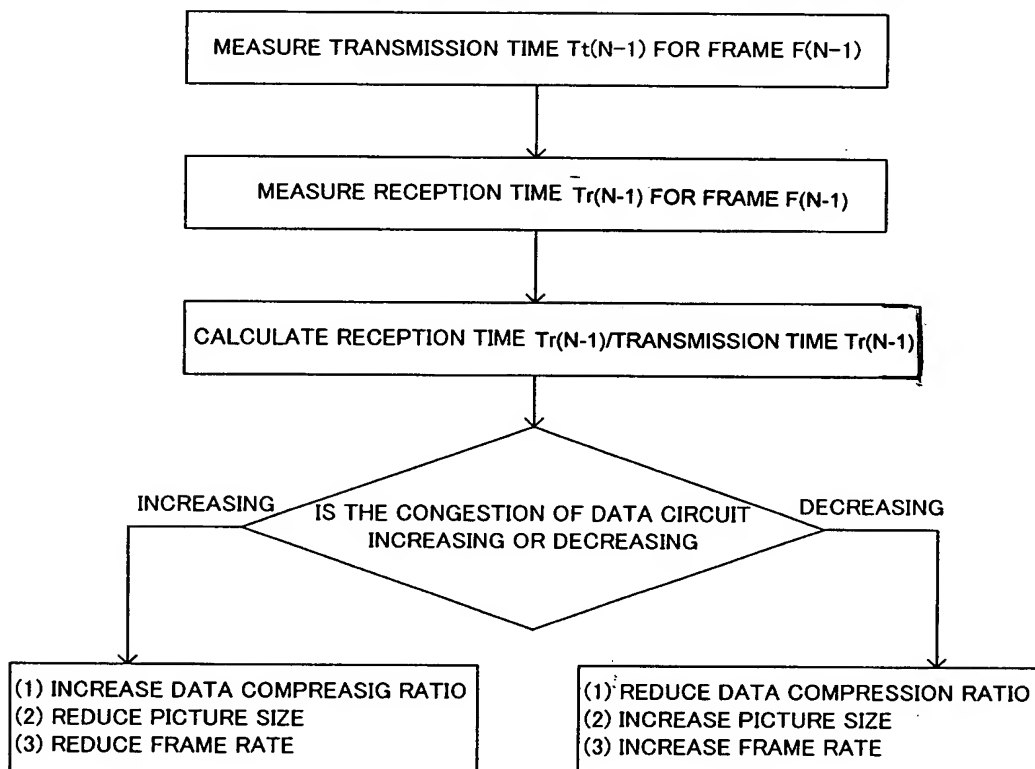 MEASURE TRANSMISSION TIME Tt(N-1) FOR FRAME F(N-1)
MEASURE RECEPTION TIME Tr(N-1) FOR FRAME F(N-1)
CALCULATE RECEPTION TIME Tr(N-1)/TRANSMISSION TIME Tr(N-1)
INCREASING
IS THE CONGESTION OF DATA CIRCUIT
INCREASING OR DECREASING
DECREASING
(1) INCREASE DATA COMPREASIG RATIO
(2) REDUCE PICTURE SIZE
(3) REDUCE FRAME RATE
(1) REDUCE DATA COMPRESSION RATIO
(2) INCREASE PICTURE SIZE
(3) INCREASE FRAME RATE